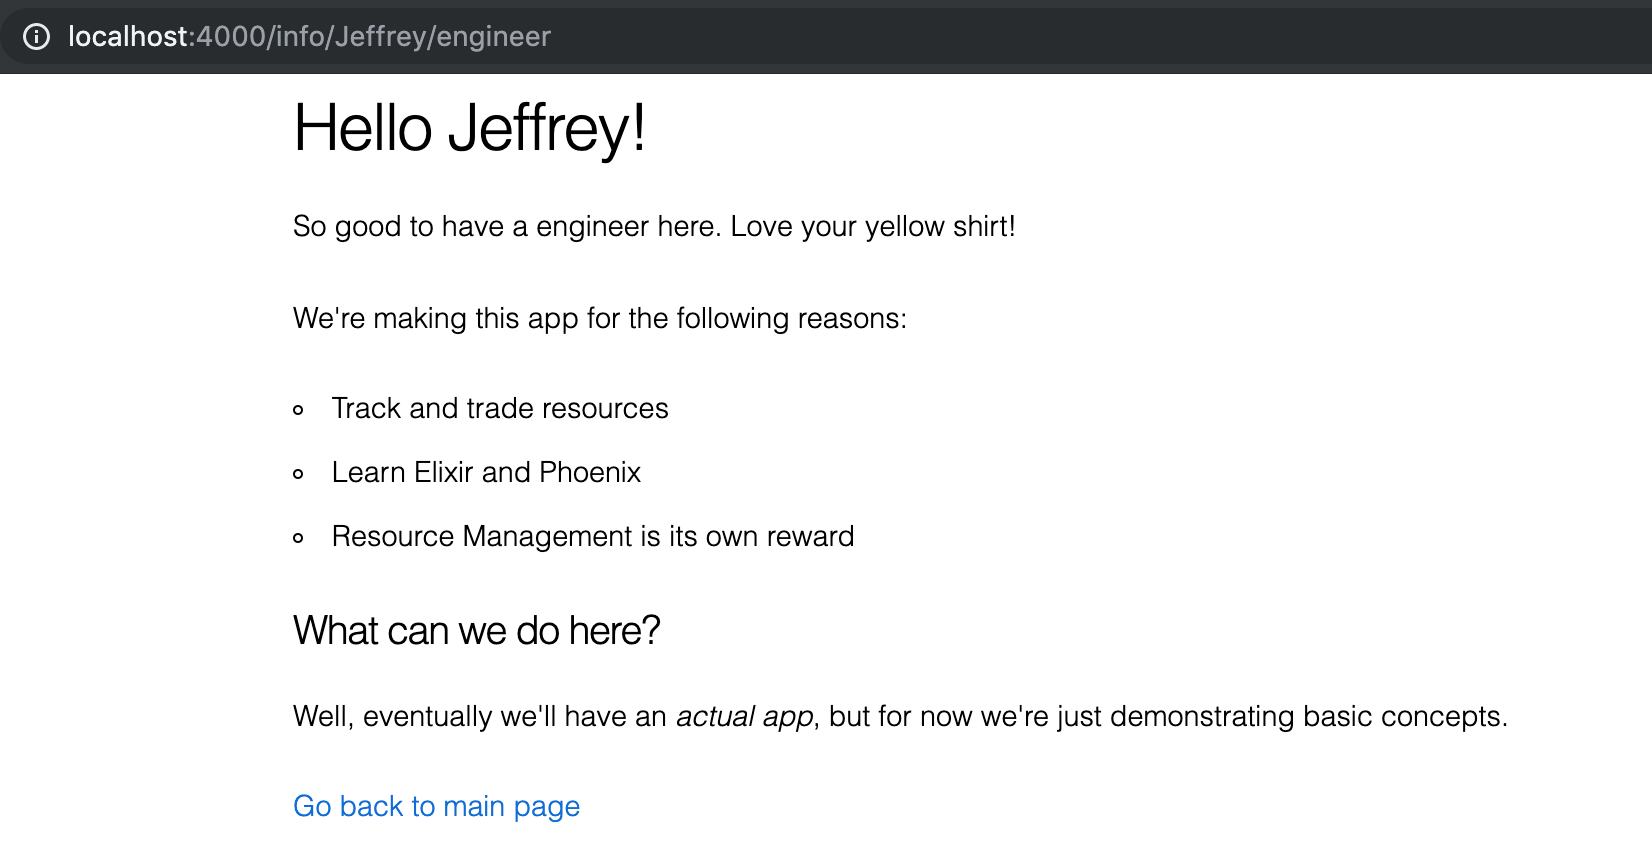 localhost:4000/info/Jeffrey/engineer
Hello Jeffrey!
So good to have a engineer here. Love your yellow shirt!
We're making this app for the following reasons:
Track and trade resources
Learn Elixir and Phoenix
Resource Management is its own reward
What can we do here?
Well, eventually we'll have an actual app, but for now we're just demonstrating basic concepts.
Go back to main page